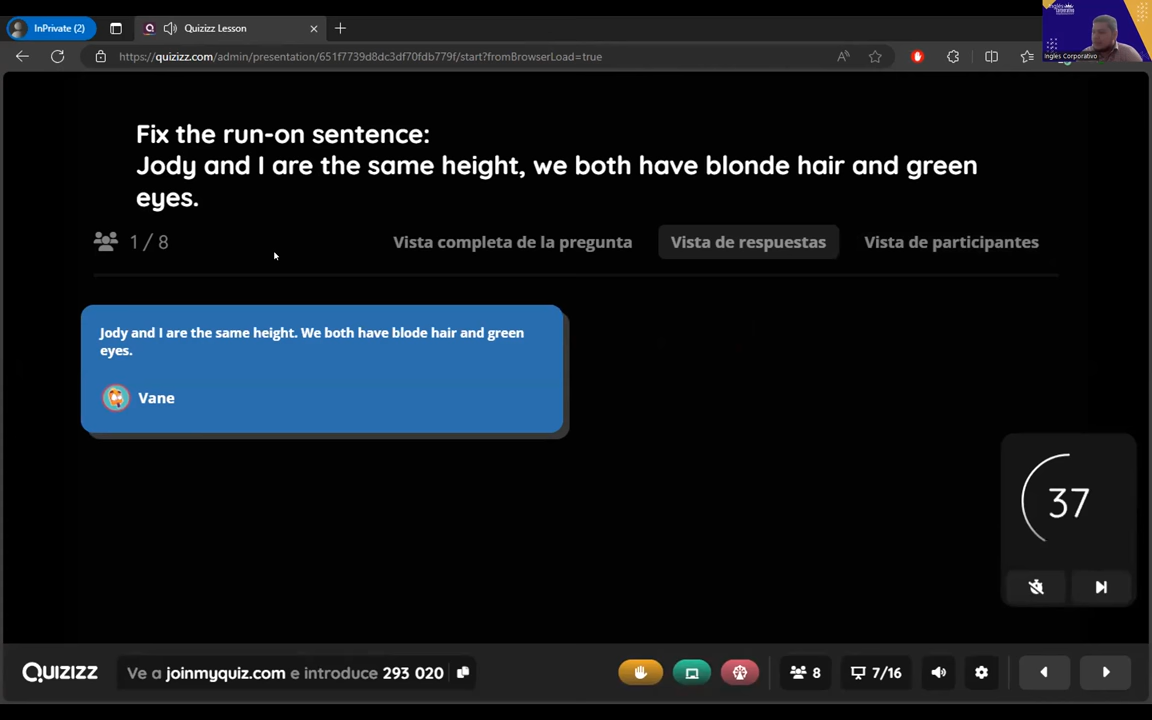 InPrivate (2)
Quizizz Lesson
https://quizizz.com/admin/presentation/651f7739d8dc3df70fdb779f/start?fromBrowserLoad=true
Inglés Corporativo
Fix the run-on sentence:
Jody and I are the same height, we both have blonde hair and green
eyes.
1 / 8
Vista completa de la pregunta
Vista de respuestas
Vista de participantes
Jody and I are the same height. We both have blode hair and green
eyes.
Vane
37
QUIZIZZ
Ve a joinmyquiz.com e introduce 293 020
8
7/16